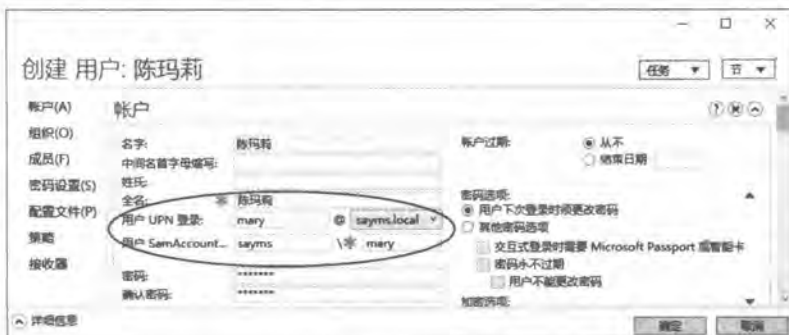 创建 用户: 陈玛莉
任务
节
帐户(A)
组织(O)
成员(F)
密码设置(S)
配置文件(P)
策略
接收器
帐户
名字: 陈玛莉
中间名首字母缩写:
姓氏:
全名: * 陈玛莉
用户 UPN 登录: mary @ sayms.local
用户 SamAccount... sayms \* mary
密码: *******
确认密码: *******
帐户过期: 从不
结束日期
密码选项:
用户下次登录时须更改密码
其他密码选项
交互式登录时需要 Microsoft Passport 或智能卡
密码永不过期
用户不能更改密码
加密选项:
详细信息
确定
取消